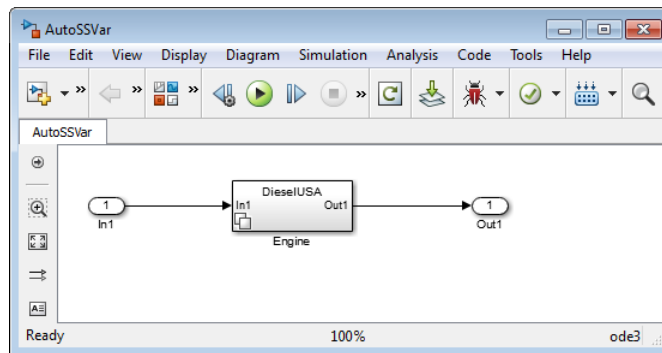 AutoSSVar
File Edit View Display Diagram Simulation Analysis Code Tools Help
AutoSSVar
DieselUSA
1 In1 Out1 1
In1 Engine Out1
Ready 100% ode3